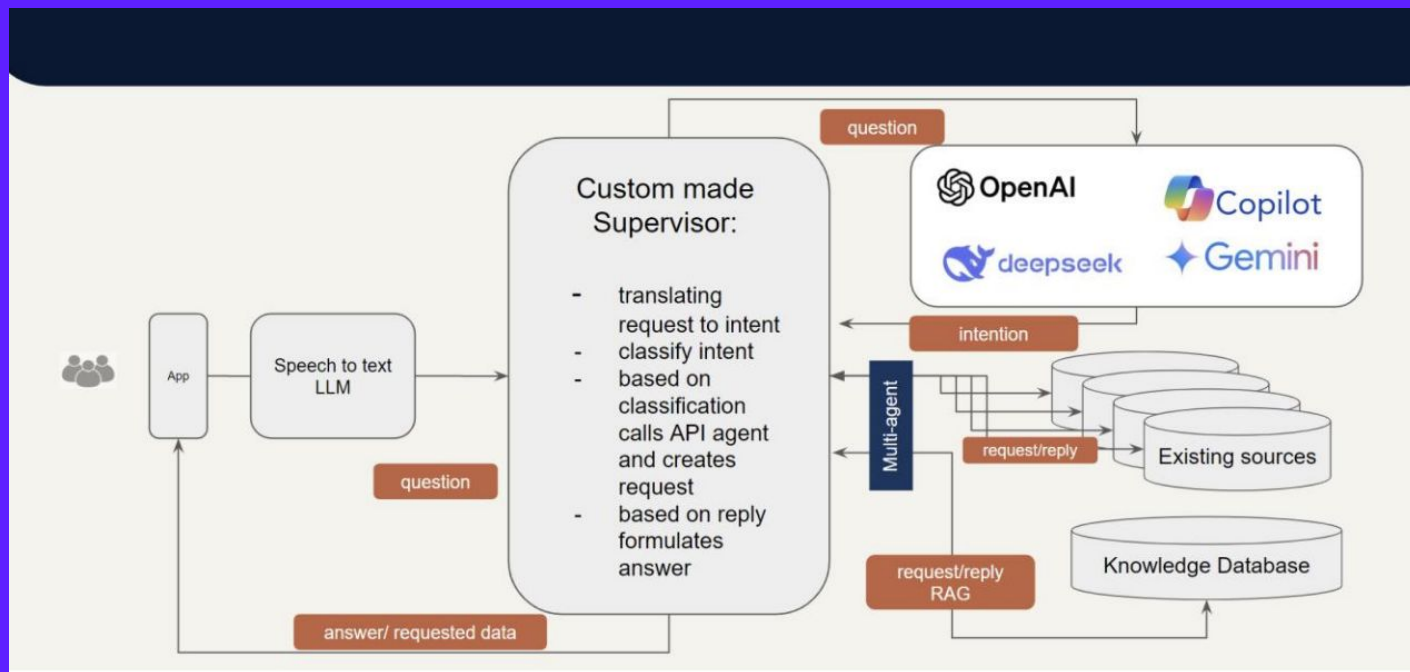 question
OpenAI
Copilot
deepseek
Gemini
intention
Custom made
Supervisor:
- translating
request to intent
- classify intent
- based on
classification
calls API agent
and creates
request
- based on reply
formulates
answer
App
Speech to text
LLM
question
Multi-agent
request/reply
Existing sources
request/reply
RAG
Knowledge Database
answer/ requested data